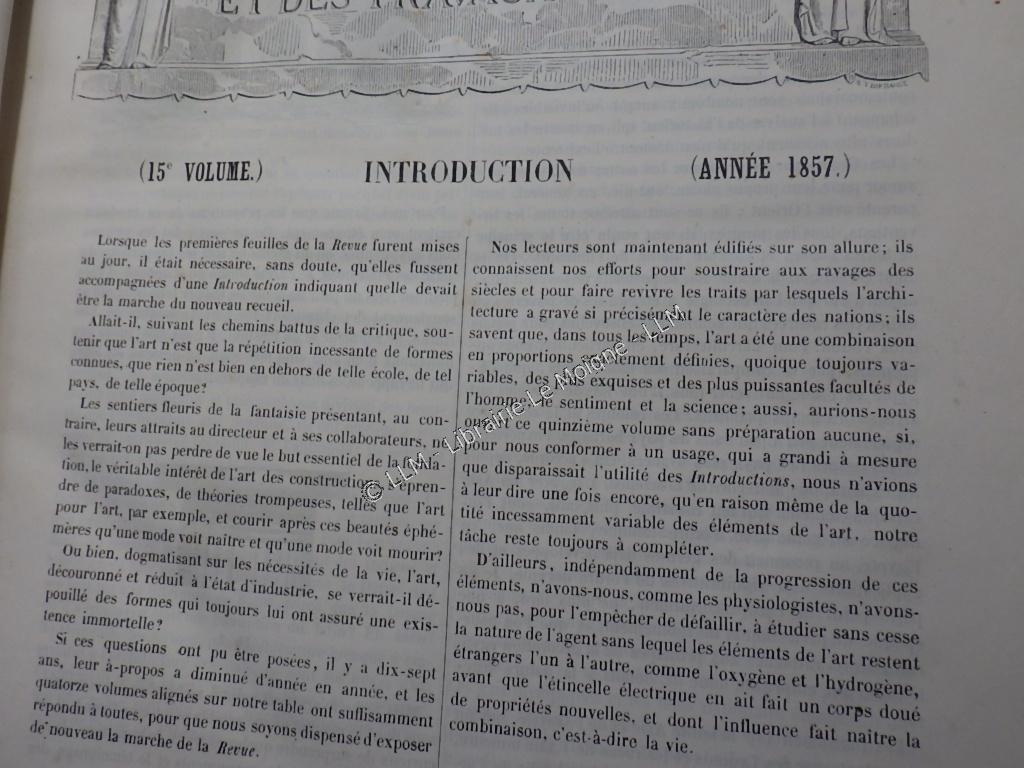 ET DES TRAVAUX
(15e VOLUME.) INTRODUCTION (ANNÉE 1857.)
Lorsque les premières feuilles de la Revue furent mises
au jour, il était nécessaire, sans doute, qu'elles fussent
accompagnées d'une Introduction indiquant quelle devait
être la marche du nouveau recueil.
Allait-il, suivant les chemins battus de la critique, sou-
tenir que l'art n'est que la répétition incessante de formes
connues, que rien n'est bien en dehors de telle école, de tel
pays, de telle époque?
Les sentiers fleuris de la fantaisie présentant, au con-
traire, leurs attraits au directeur et à ses collaborateurs, ne
les verrait-on pas perdre de vue le but essentiel de la fonda-
tion, le véritable intérêt de l'art des constructions, s'épren-
dre de paradoxes, de théories trompeuses, telles que l'art
pour l'art, par exemple, et courir après ces beautés éphé-
mères qu'une mode voit naître et qu'une mode voit mourir?
Ou bien, dogmatisant sur les nécessités de la vie, l'art,
découronné et réduit à l'état d'industrie, se verrait-il dé-
pouillé des formes qui toujours lui ont assuré une exis-
tence immortelle?
Si ces questions ont pu être posées, il y a dix-sept
ans, leur à-propos a diminué d'année en année, et les
quatorze volumes alignés sur notre table ont suffisamment
répondu à toutes, pour que nous soyons dispensé d'exposer
de nouveau la marche de la Revue.
Nos lecteurs sont maintenant édifiés sur son allure; ils
connaissent nos efforts pour soustraire aux ravages des
siècles et pour faire revivre les traits par lesquels l'archi-
tecture a gravé si précisément le caractère des nations; ils
savent que, dans tous les temps, l'art a été une combinaison
en proportions seulement définies, quoique toujours va-
riables, des plus exquises et des plus puissantes facultés de
l'homme, le sentiment et la science; aussi, aurions-nous
ouvert ce quinzième volume sans préparation aucune, si,
pour nous conformer à un usage, qui a grandi à mesure
que disparaissait l'utilité des Introductions, nous n'avions
à leur dire une fois encore, qu'en raison même de la quo-
tité incessamment variable des éléments de l'art, notre
tâche reste toujours à compléter.
D'ailleurs, indépendamment de la progression de ces
éléments, n'avons-nous, comme les physiologistes, n'avons-
nous pas, pour l'empêcher de défaillir, à étudier sans cesse
la nature de l'agent sans lequel les éléments de l'art restent
étrangers l'un à l'autre, comme l'oxygène et l'hydrogène,
avant que l'étincelle électrique en ait fait un corps doué
de propriétés nouvelles, et dont l'influence fait naître la
combinaison, c'est-à-dire la vie.
© LLM - Librairie Le Moigne - LLM